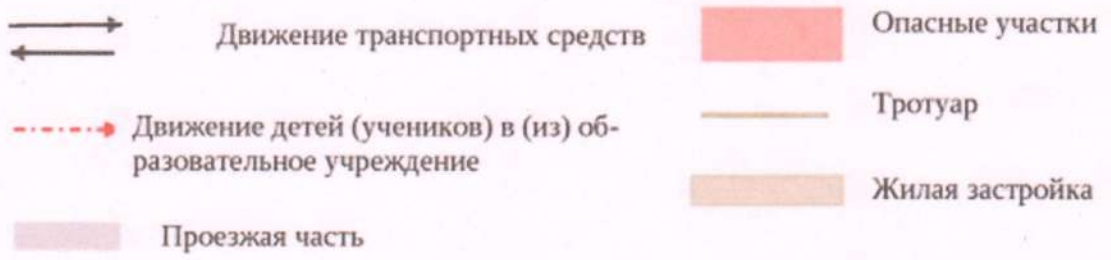 Движение транспортных средств
Движение детей (учеников) в (из) об-
разовательное учреждение
Проезжая часть
Опасные участки
Тротуар
Жилая застройка